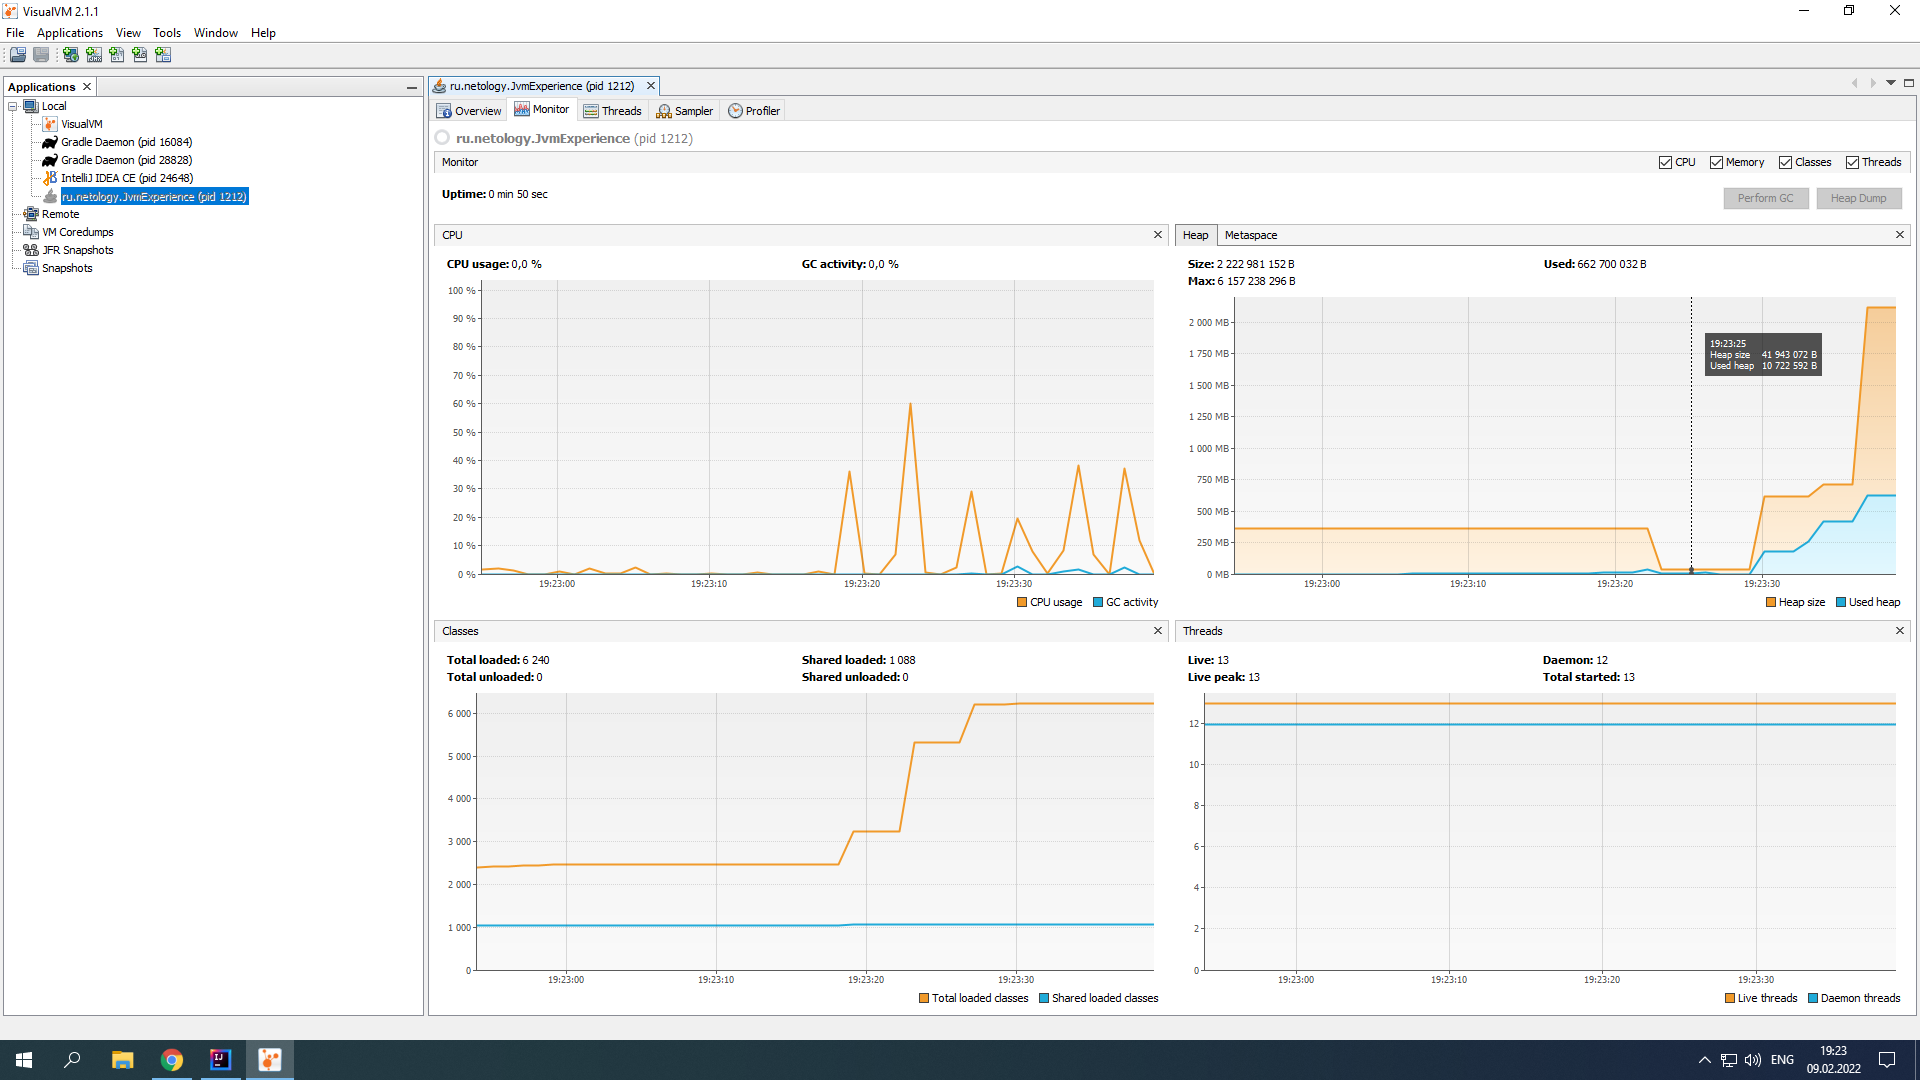 VisualVM 2.1.1
File Applications View Tools Window Help
Applications
Local
VisualVM
Gradle Daemon (pid 16084)
Gradle Daemon (pid 28828)
IntelliJ IDEA CE (pid 24648)
ru.netology.JvmExperience (pid 1212)
Remote
VM Coredumps
JFR Snapshots
Snapshots
ru.netology.JvmExperience (pid 1212)
Overview Monitor Threads Sampler Profiler
ru.netology.JvmExperience (pid 1212)
Monitor
CPU Memory Classes Threads
Uptime: 0 min 50 sec
Perform GC Heap Dump
CPU
CPU usage: 0,0 % GC activity: 0,0 %
100 %
90 %
80 %
70 %
60 %
50 %
40 %
30 %
20 %
10 %
0 %
19:23:00 19:23:10 19:23:20 19:23:30
CPU usage GC activity
Heap Metaspace
Size: 2 222 981 152 B Used: 662 700 032 B
Max: 6 157 238 296 B
2 000 MB
1 750 MB
1 500 MB
1 250 MB
1 000 MB
750 MB
500 MB
250 MB
0 MB
19:23:25
Heap size 41 943 072 B
Used heap 10 722 592 B
19:23:00 19:23:10 19:23:20 19:23:30
Heap size Used heap
Classes
Total loaded: 6 240 Shared loaded: 1 088
Total unloaded: 0 Shared unloaded: 0
6 000
5 000
4 000
3 000
2 000
1 000
0
19:23:00 19:23:10 19:23:20 19:23:30
Total loaded classes Shared loaded classes
Threads
Live: 13 Daemon: 12
Live peak: 13 Total started: 13
12
10
8
6
4
2
0
19:23:00 19:23:10 19:23:20 19:23:30
Live threads Daemon threads
IJ
ENG
19:23
09.02.2022